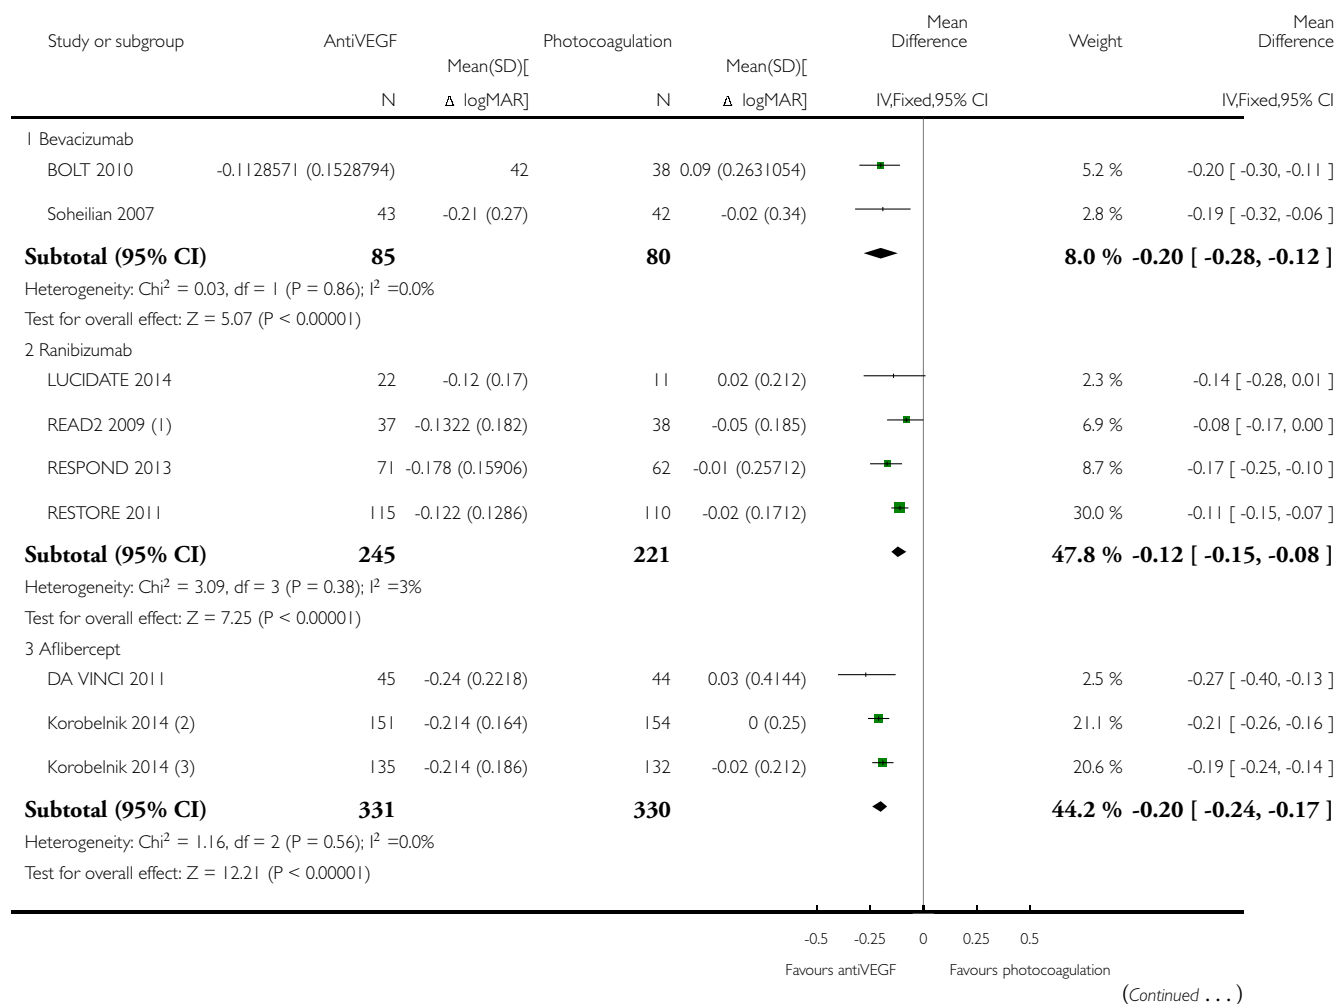 Study or subgroup AntiVEGF Photocoagulation Mean Difference Weight Mean Difference
N Mean(SD)[Δ logMAR] N Mean(SD)[Δ logMAR] IV,Fixed,95% CI IV,Fixed,95% CI
1 Bevacizumab
BOLT 2010 -0.1128571 (0.1528794) 42 38 0.09 (0.2631054) 5.2 % -0.20 [ -0.30, -0.11 ]
Soheilian 2007 43 -0.21 (0.27) 42 -0.02 (0.34) 2.8 % -0.19 [ -0.32, -0.06 ]
Subtotal (95% CI) 85 80 8.0 % -0.20 [ -0.28, -0.12 ]
Heterogeneity: Chi² = 0.03, df = 1 (P = 0.86); I² =0.0%
Test for overall effect: Z = 5.07 (P < 0.00001)
2 Ranibizumab
LUCIDATE 2014 22 -0.12 (0.17) 11 0.02 (0.212) 2.3 % -0.14 [ -0.28, 0.01 ]
READ2 2009 (1) 37 -0.1322 (0.182) 38 -0.05 (0.185) 6.9 % -0.08 [ -0.17, 0.00 ]
RESPOND 2013 71 -0.178 (0.15906) 62 -0.01 (0.25712) 8.7 % -0.17 [ -0.25, -0.10 ]
RESTORE 2011 115 -0.122 (0.1286) 110 -0.02 (0.1712) 30.0 % -0.11 [ -0.15, -0.07 ]
Subtotal (95% CI) 245 221 47.8 % -0.12 [ -0.15, -0.08 ]
Heterogeneity: Chi² = 3.09, df = 3 (P = 0.38); I² =3%
Test for overall effect: Z = 7.25 (P < 0.00001)
3 Aflibercept
DA VINCI 2011 45 -0.24 (0.2218) 44 0.03 (0.4144) 2.5 % -0.27 [ -0.40, -0.13 ]
Korobelnik 2014 (2) 151 -0.214 (0.164) 154 0 (0.25) 21.1 % -0.21 [ -0.26, -0.16 ]
Korobelnik 2014 (3) 135 -0.214 (0.186) 132 -0.02 (0.212) 20.6 % -0.19 [ -0.24, -0.14 ]
Subtotal (95% CI) 331 330 44.2 % -0.20 [ -0.24, -0.17 ]
Heterogeneity: Chi² = 1.16, df = 2 (P = 0.56); I² =0.0%
Test for overall effect: Z = 12.21 (P < 0.00001)
-0.5 -0.25 0 0.25 0.5
Favours antiVEGF Favours photocoagulation
(Continued . . . )